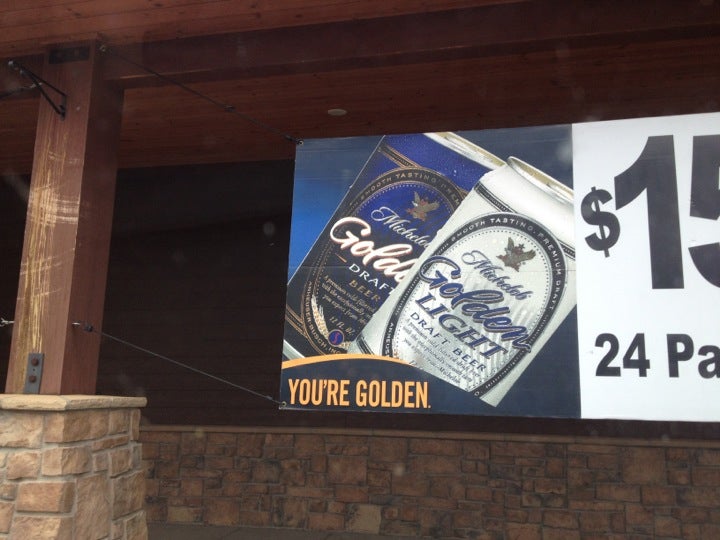 SMOOTH TASTING, PREM
Michelob
Golden
DRAFT
BEER
SMOOTH TASTING, PREMIUM DRAFT
Michelob
Golden
LIGHT
DRAFT BEER
YOU'RE GOLDEN.
$15
24 Pa